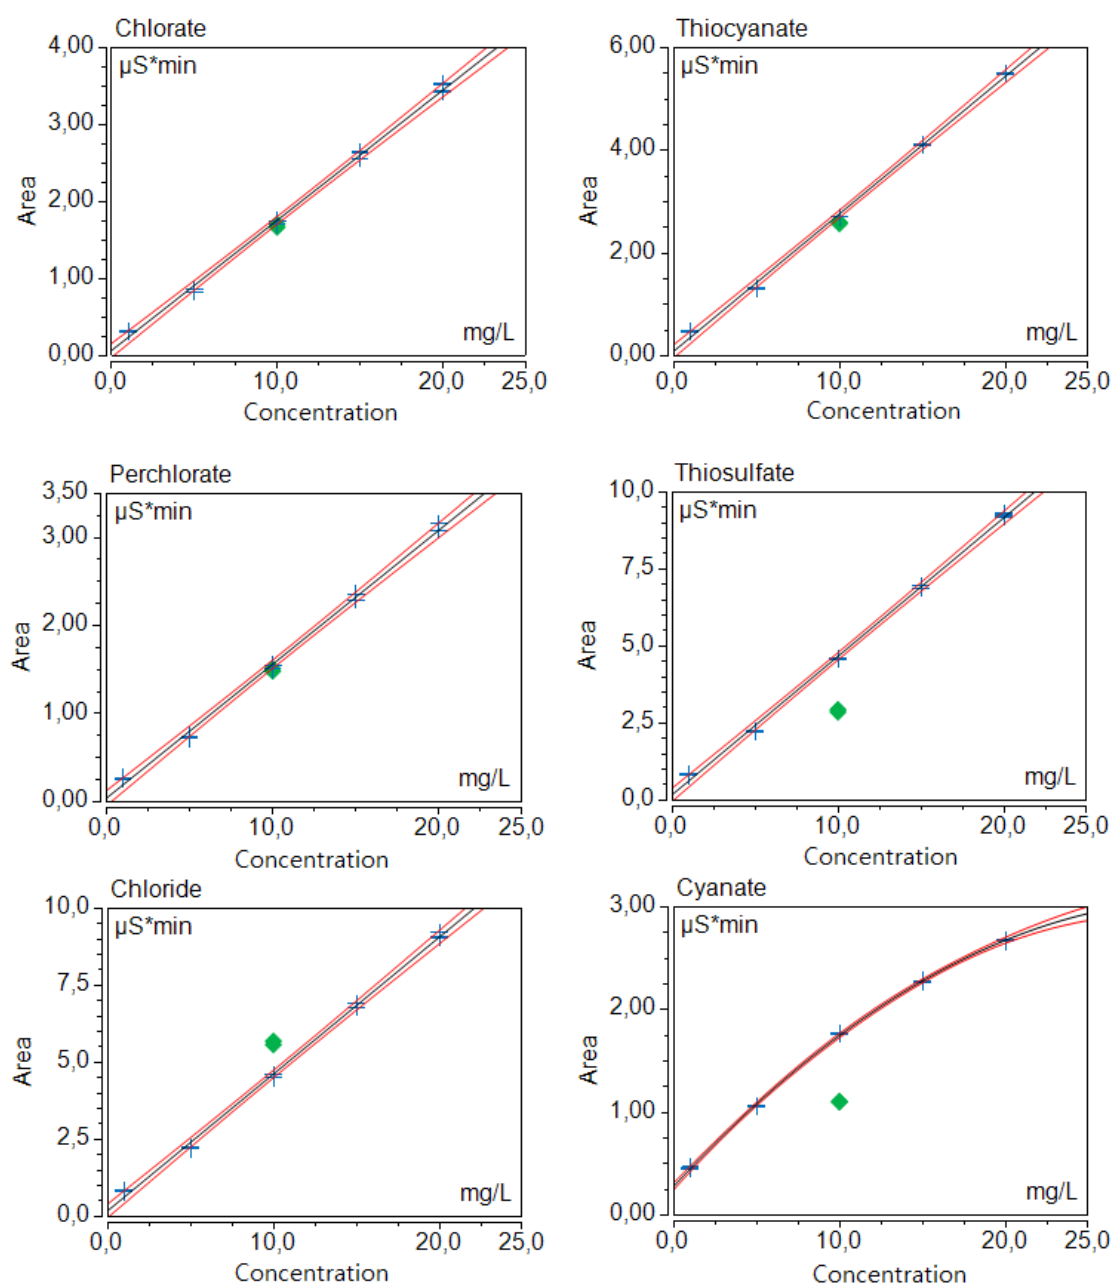 Chlorate
4,00
µS*min
3,00
2,00
1,00
0,00
Area
mg/L
0,0 10,0 20,0 25,0
Concentration
Thiocyanate
6,00
µS*min
4,00
2,00
0,00
Area
mg/L
0,0 10,0 20,0 25,0
Concentration
Perchlorate
3,50
µS*min
3,00
2,00
1,00
0,00
Area
mg/L
0,0 10,0 20,0 25,0
Concentration
Thiosulfate
10,0
µS*min
7,5
5,0
2,5
0,0
Area
mg/L
0,0 10,0 20,0 25,0
Concentration
Chloride
10,0
µS*min
7,5
5,0
2,5
0,0
Area
mg/L
0,0 10,0 20,0 25,0
Concentration
Cyanate
3,00
µS*min
2,00
1,00
0,00
Area
mg/L
0,0 10,0 20,0 25,0
Concentration